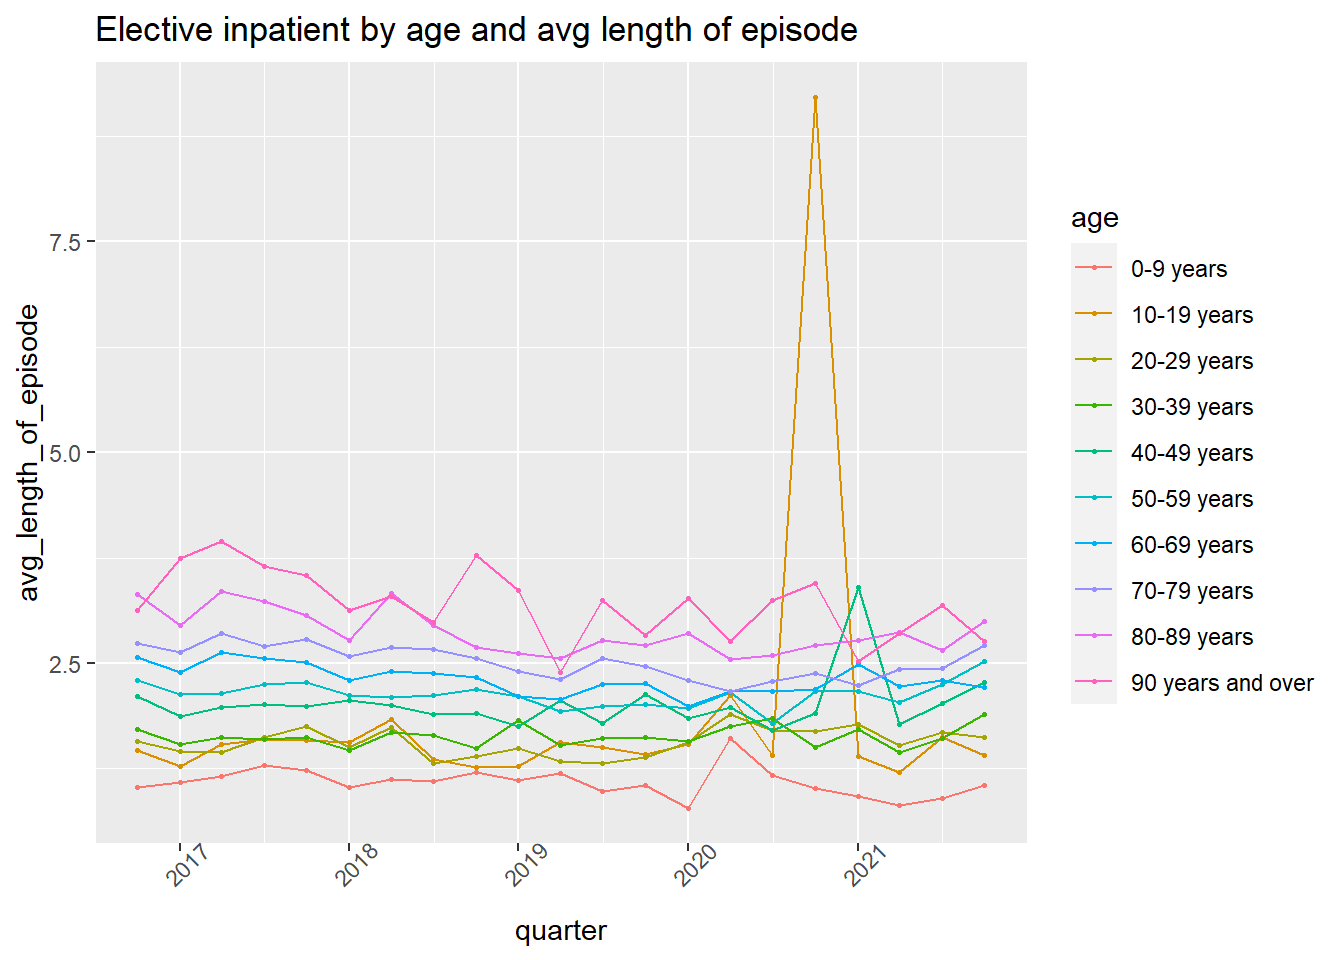 Elective inpatient by age and avg length of episode
avg_length_of_episode
7.5
5.0
2.5
2017
2018
2019
2020
2021
quarter
age
0-9 years
10-19 years
20-29 years
30-39 years
40-49 years
50-59 years
60-69 years
70-79 years
80-89 years
90 years and over